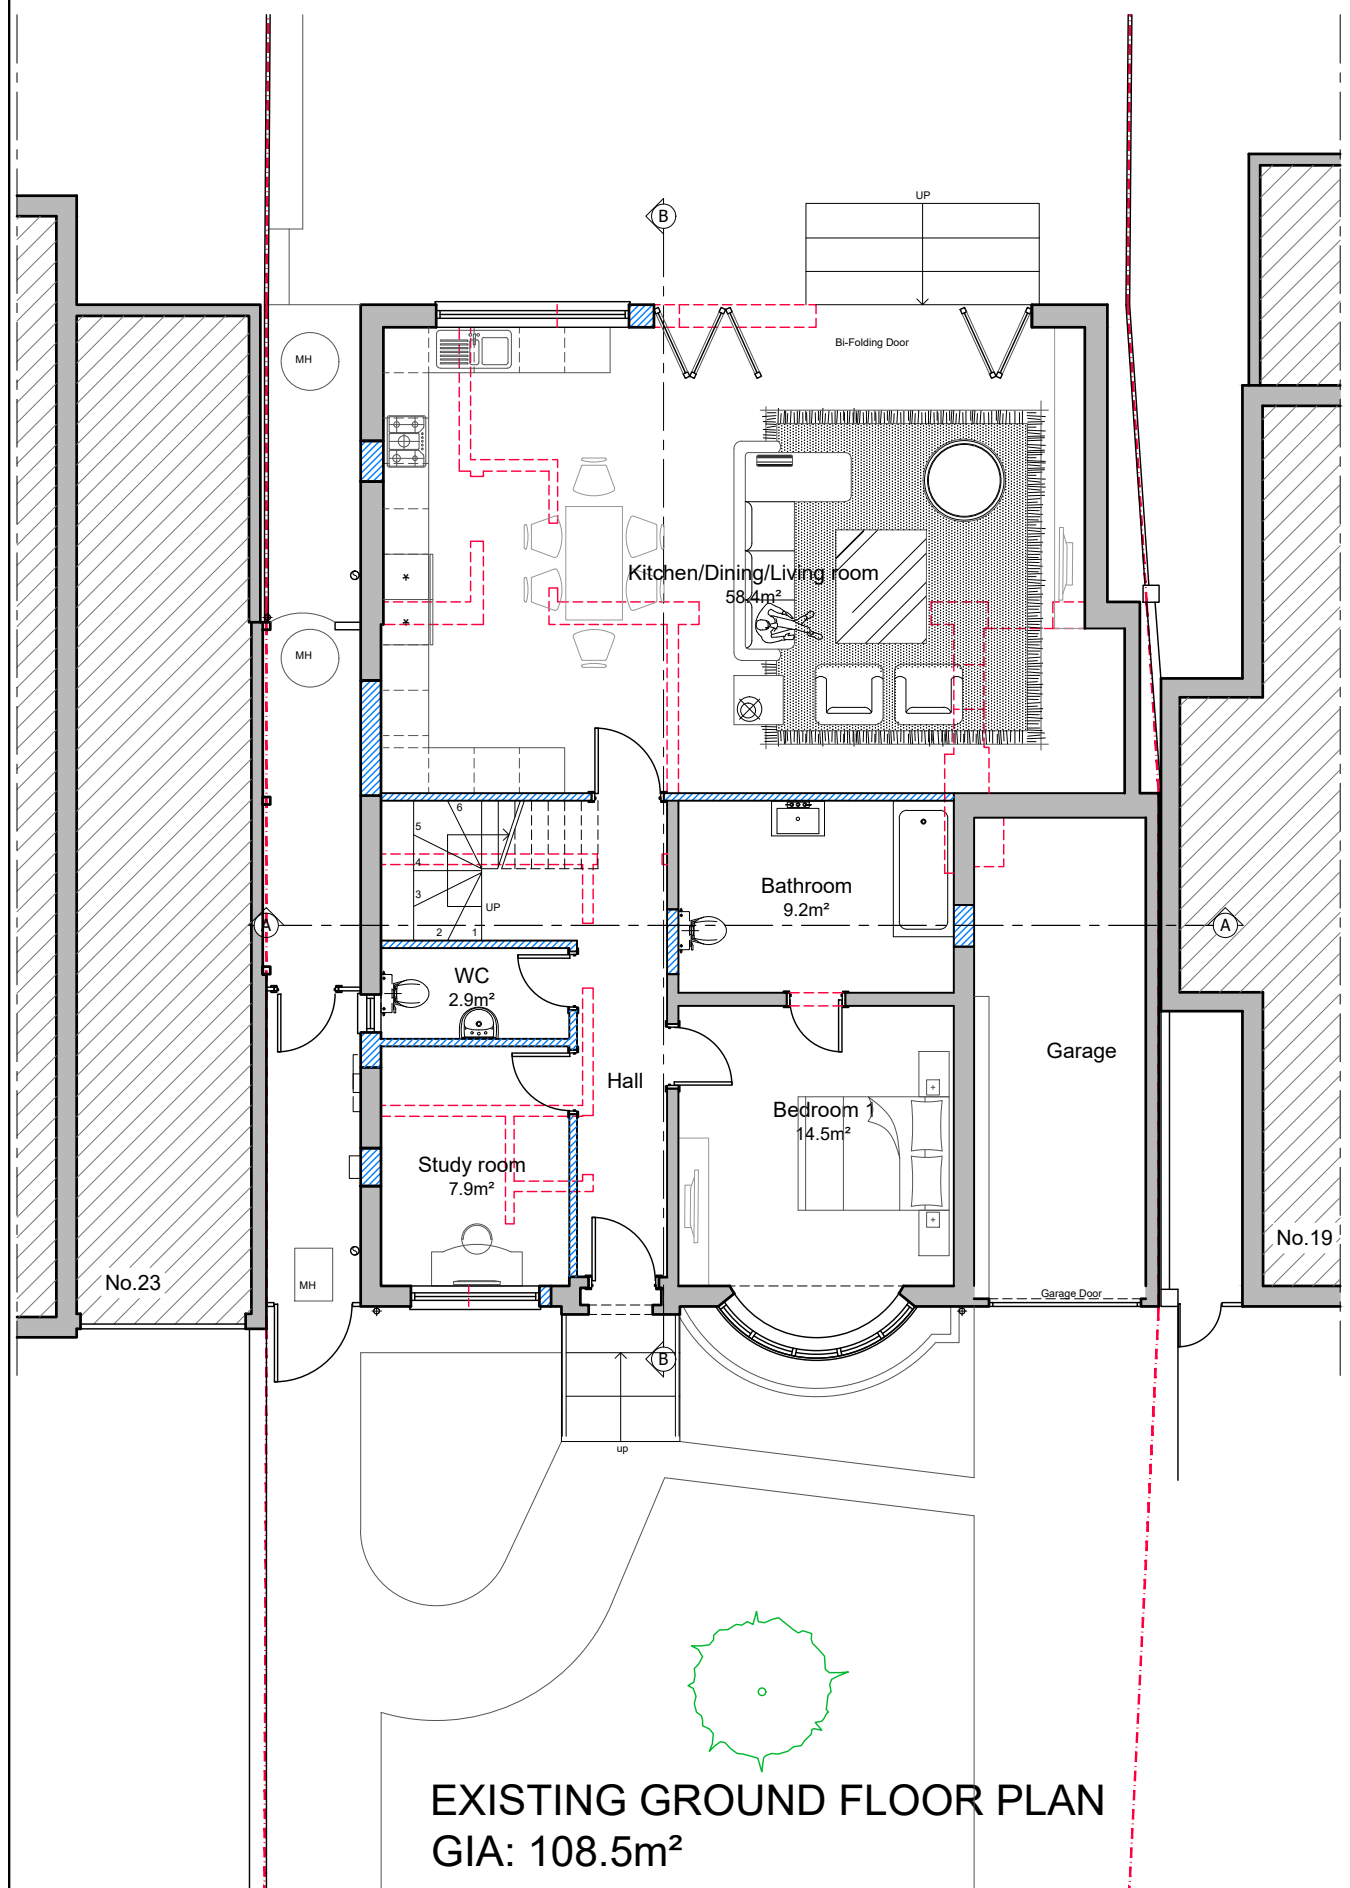 UP
B
MH
Bi-Folding Door
Kitchen/Dining/Living room
58.4m²
MH
6
5
4
3
2
1
UP
Bathroom
9.2m²
A
A
WC
2.9m²
Hall
Garage
Bedroom 1
14.5m²
Study room
7.9m²
No.23
MH
No.19
Garage Door
B
up
EXISTING GROUND FLOOR PLAN
GIA: 108.5m²